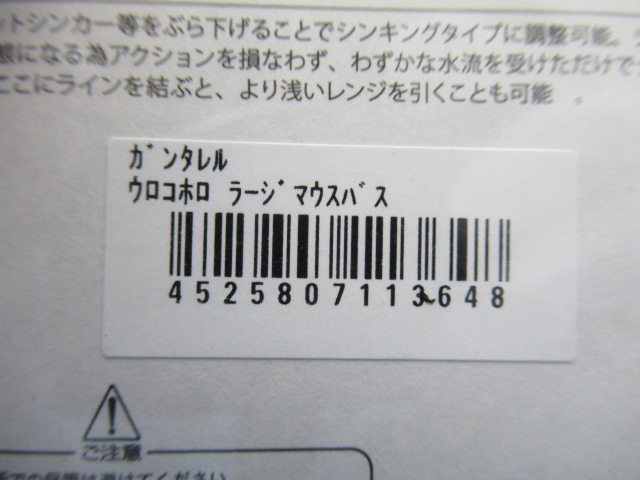 ットシンカー等をぶら下げることでシンキングタイプに調整可能。
態になる為アクションを損なわず、わずかな水流を受けただけで
ここにラインを結ぶと、より浅いレンジを引くことも可能 。
ｶﾞﾝﾀﾚﾙ
ｳﾛｺﾎﾛ ﾗｰｼﾞﾏｳｽﾊﾞｽ
4525807113648
ご注意